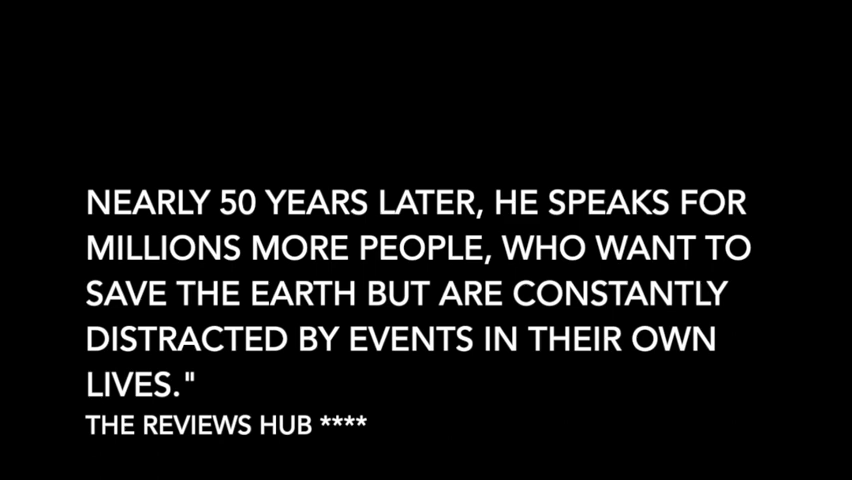 NEARLY 50 YEARS LATER, HE SPEAKS FOR
MILLIONS MORE PEOPLE, WHO WANT TO
SAVE THE EARTH BUT ARE CONSTANTLY
DISTRACTED BY EVENTS IN THEIR OWN
LIVES."
THE REVIEWS HUB ****